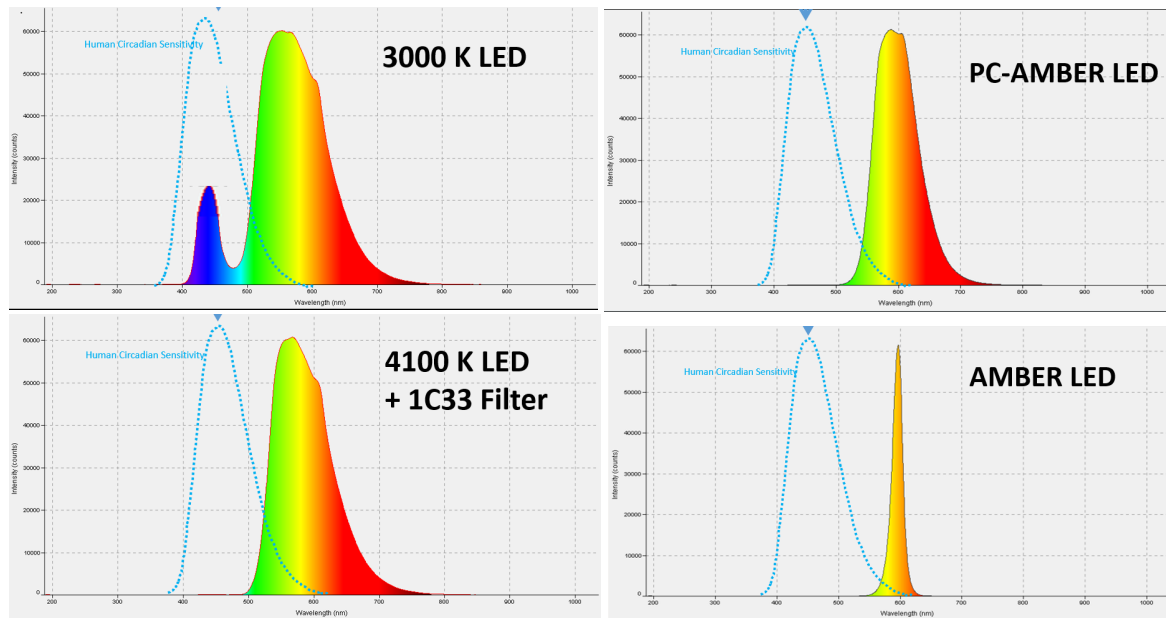 Human Circadian Sensitivity
3000 K LED
60000
50000
40000
30000
20000
10000
0
Intensity (counts)
200 300 400 500 600 700 800 900 1000
Wavelength (nm)
Human Circadian Sensitivity
PC-AMBER LED
60000
50000
40000
30000
20000
10000
0
Intensity (counts)
200 300 400 500 600 700 800 900 1000
Wavelength (nm)
Human Circadian Sensitivity
4100 K LED
+ 1C33 Filter
60000
50000
40000
30000
20000
10000
0
Intensity (counts)
200 300 400 500 600 700 800 900 1000
Wavelength (nm)
Human Circadian Sensitivity
AMBER LED
60000
50000
40000
30000
20000
10000
0
Intensity (counts)
200 300 400 500 600 700 800 900 1000
Wavelength (nm)